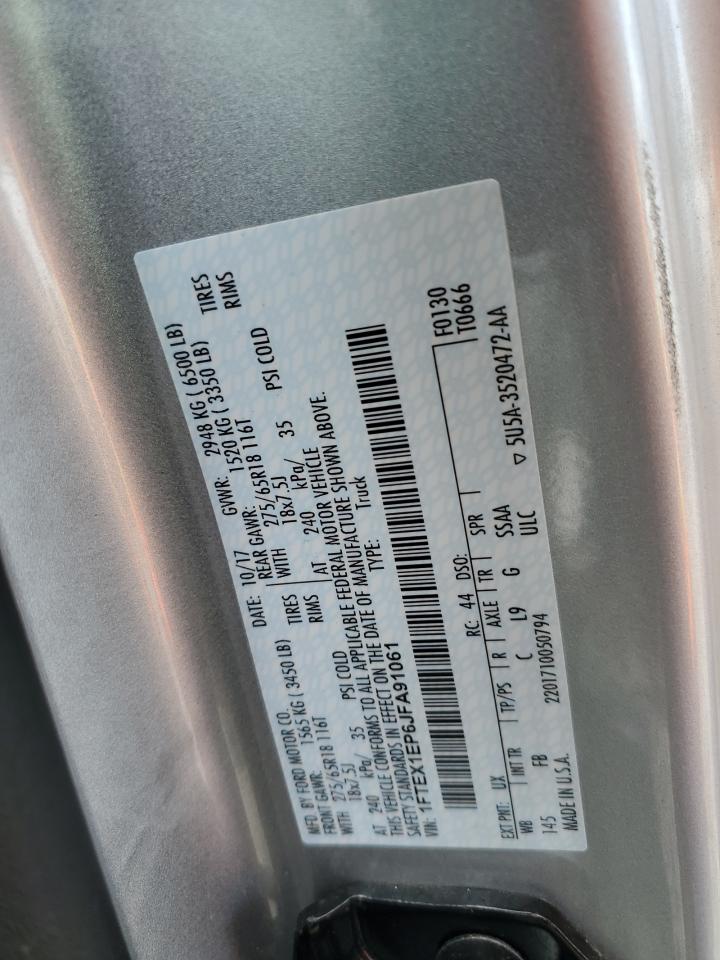 MFD. BY FORD MOTOR CO. DATE: 10/17 GVWR: 2948 KG ( 6500 LB)
FRONT GAWR: 1565 KG ( 3450 LB) REAR GAWR: 1520 KG ( 3350 LB)
WITH 275/65R18 116T TIRES WITH 275/65R18 116T TIRES
18x7.5J RIMS 18x7.5J RIMS
AT 240 kPa/ 35 PSI COLD AT 240 kPa/ 35 PSI COLD
THIS VEHICLE CONFORMS TO ALL APPLICABLE FEDERAL MOTOR VEHICLE
SAFETY STANDARDS IN EFFECT ON THE DATE OF MANUFACTURE SHOWN ABOVE.
VIN: 1FTEX1EP6JFA91061 TYPE: Truck
F0130
T0666
EXT PNT: UX RC: 44 DSO:
WB INT TR TP/PS R AXLE TR SPR
145 FB C L9 G SSAA
ULC
MADE IN U.S.A. 2201710050794 ▽ 5U5A-3520472-AA